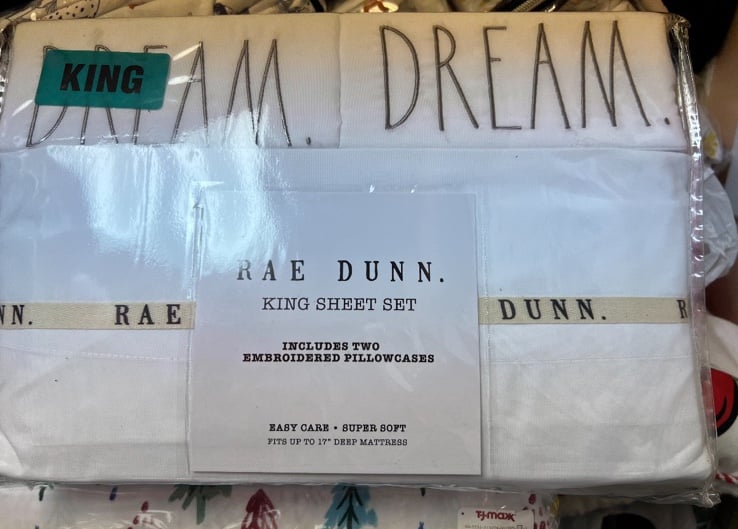 KING
DREAM. DREAM.
RAE DUNN.
KING SHEET SET
NN. RAE DUNN. R
INCLUDES TWO
EMBROIDERED PILLOWCASES
EASY CARE • SUPER SOFT
FITS UP TO 17" DEEP MATTRESS
T·J·maxx